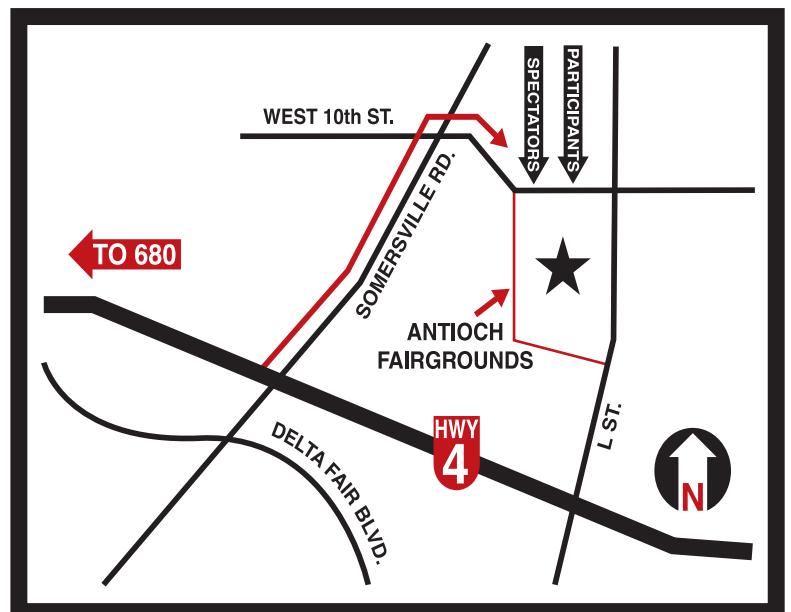 SPECTATORS
PARTICIPANTS
WEST 10th ST.
SOMERSVILLE RD.
TO 680
ANTIOCH
FAIRGROUNDS
HWY
4
L ST.
DELTA FAIR BLVD.
N